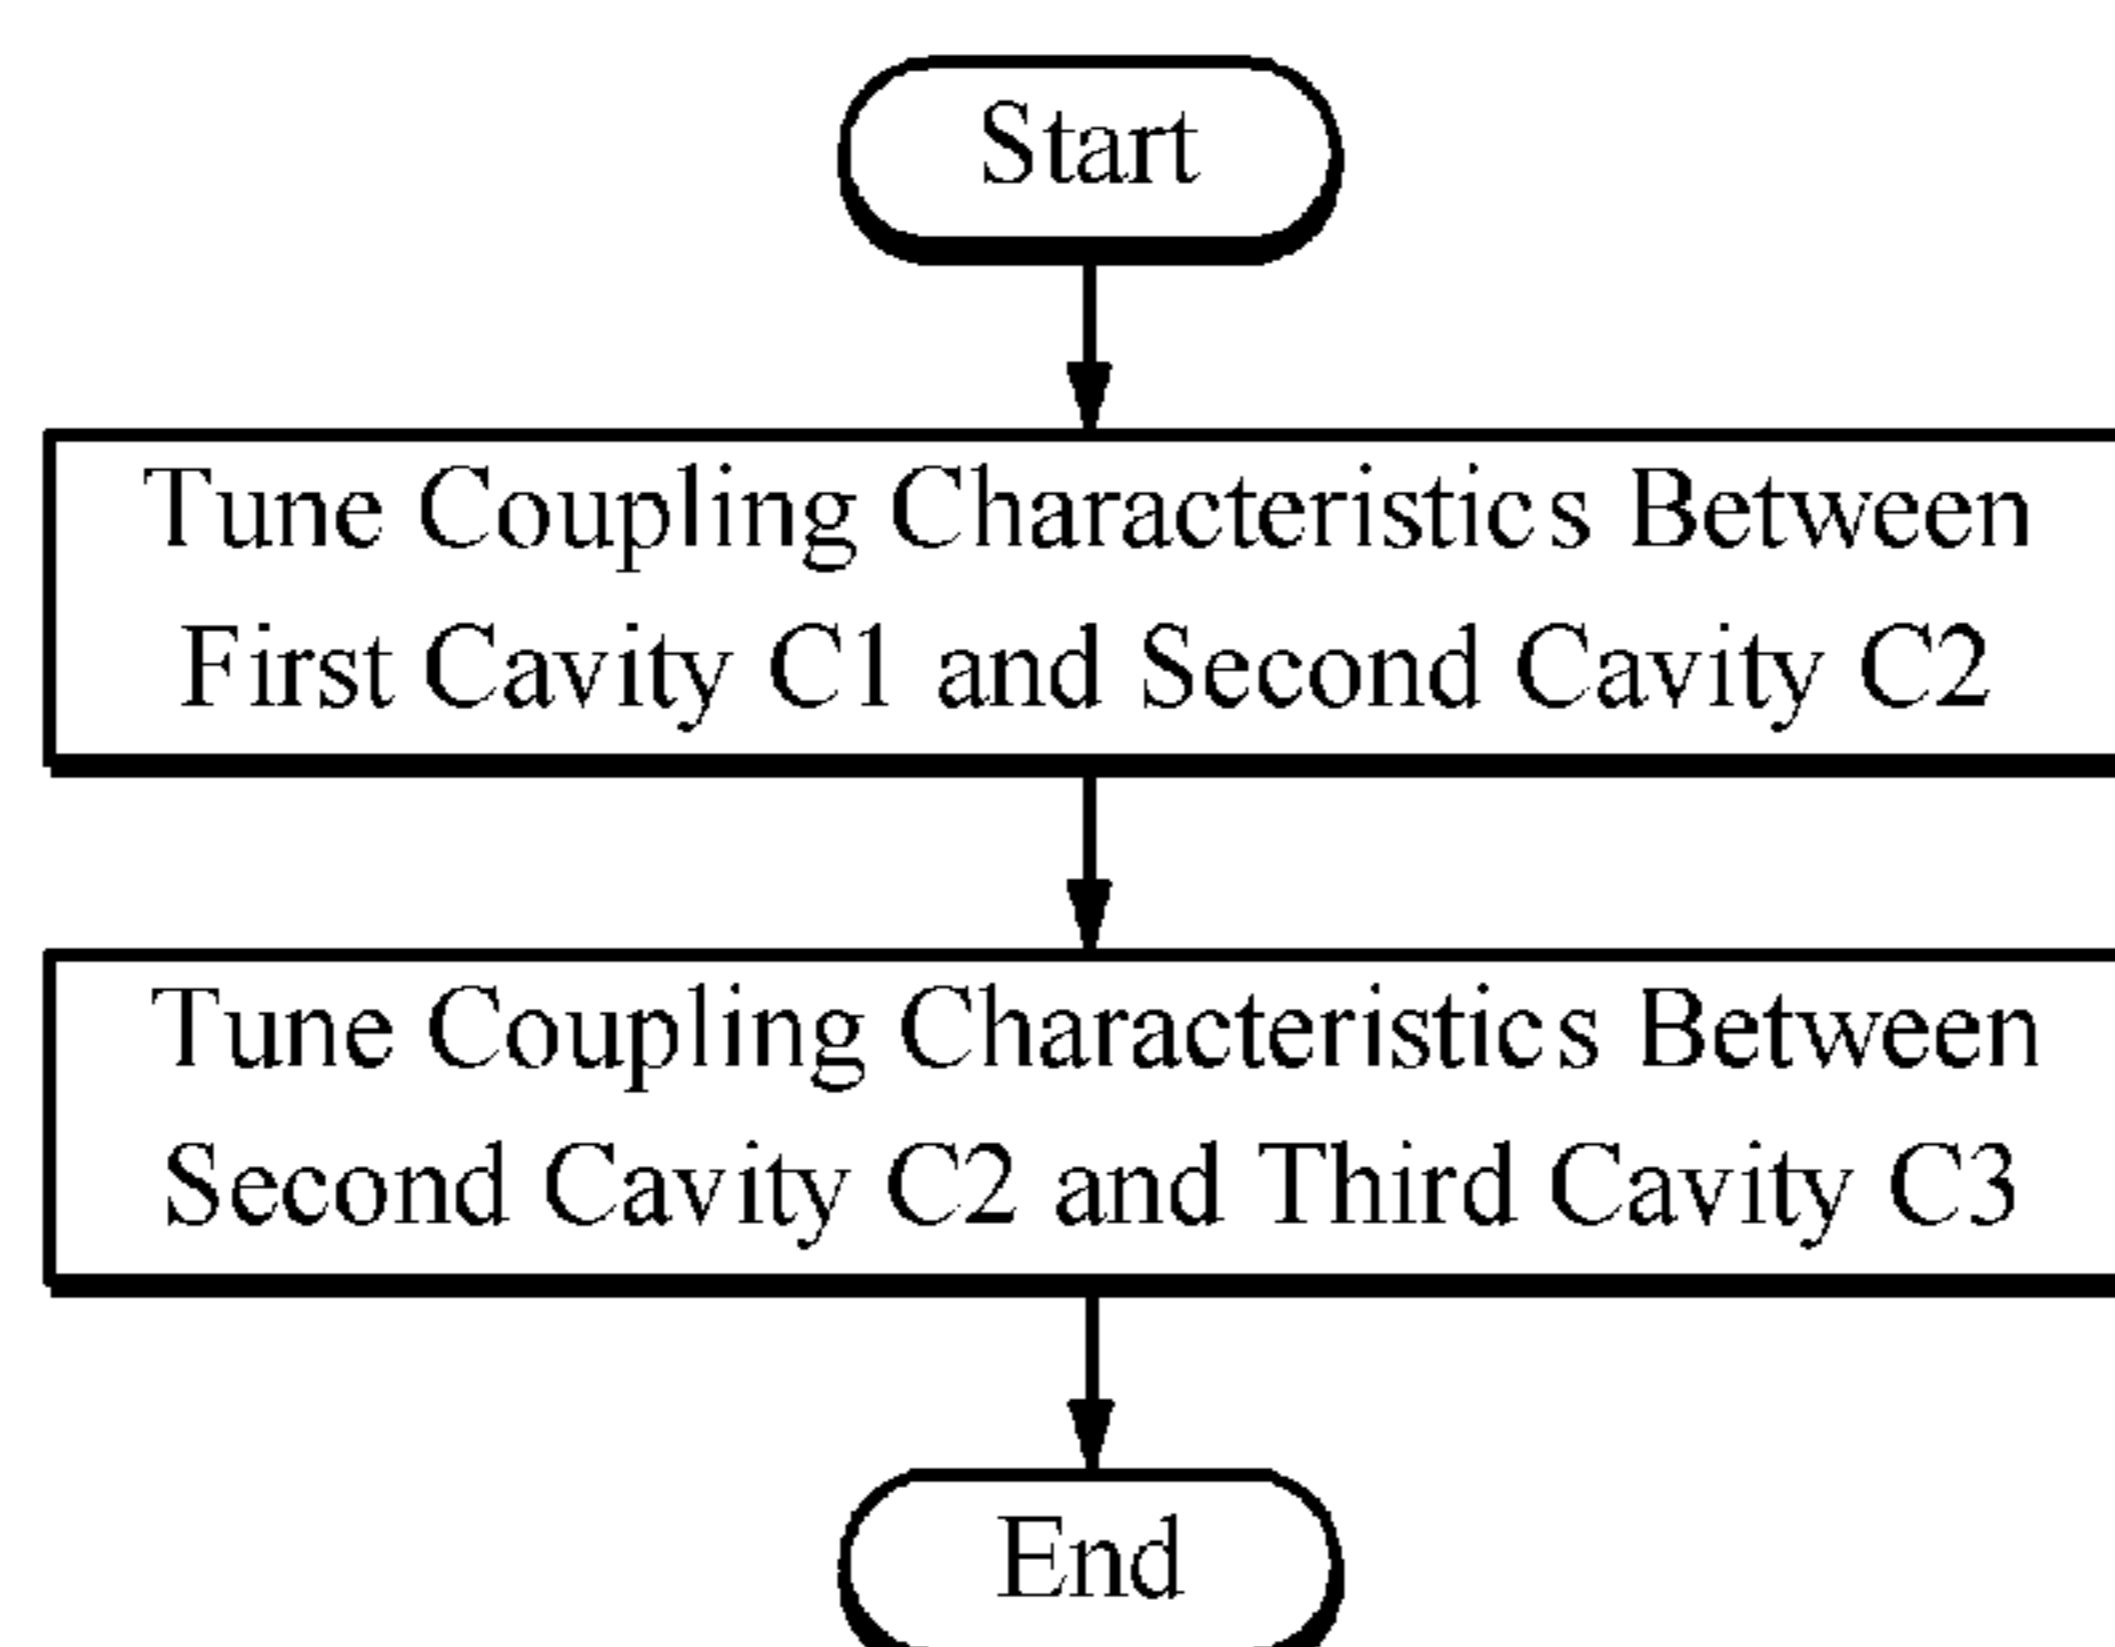 Start
Tune Coupling Characteristics Between
First Cavity C1 and Second Cavity C2
Tune Coupling Characteristics Between
Second Cavity C2 and Third Cavity C3
End